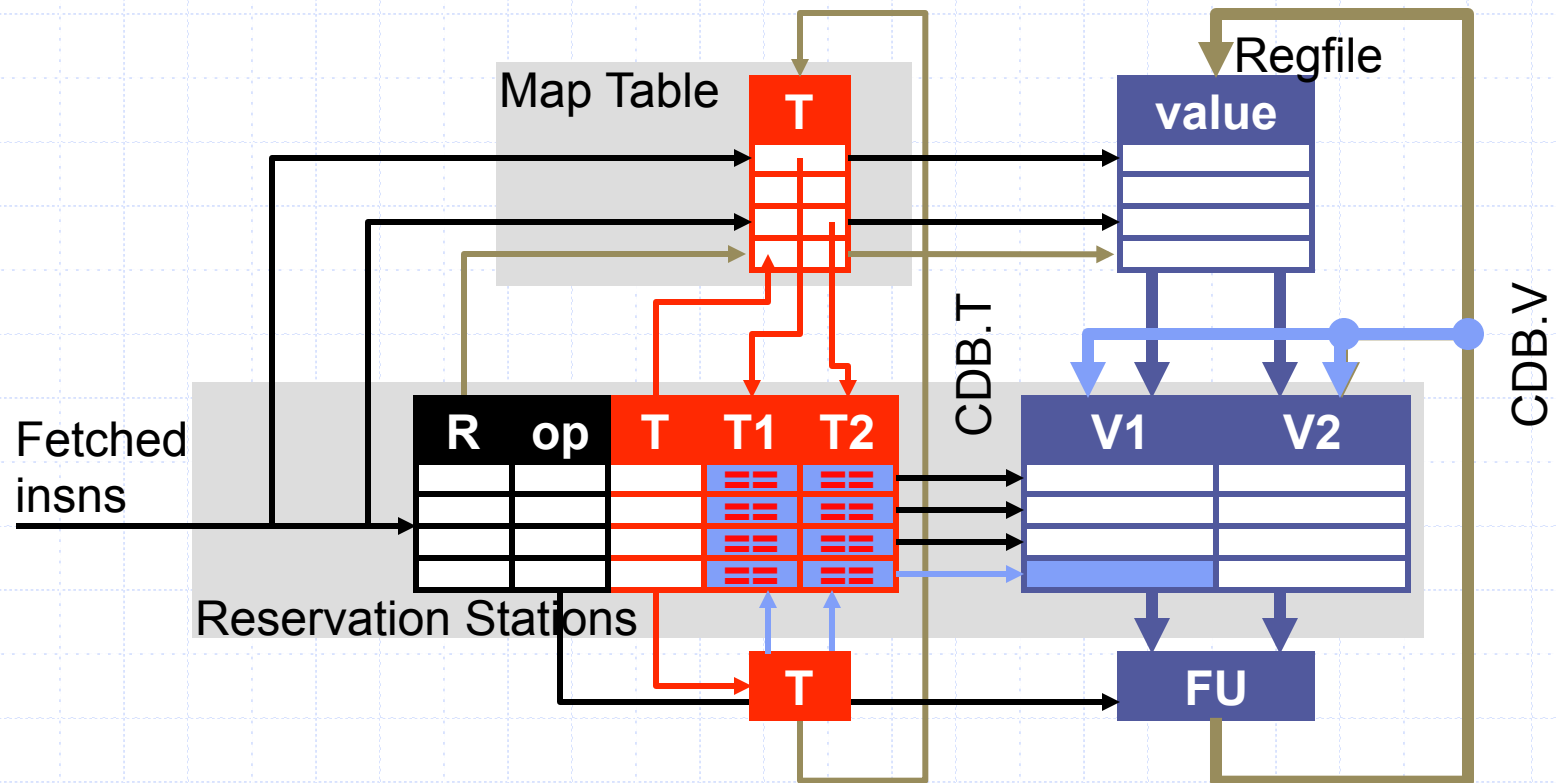 Regfile
Map Table
T
value
CDB.T
CDB.V
Fetched
insns
R op T T1 T2
V1 V2
== ==
== ==
== ==
== ==
Reservation Stations
T
FU